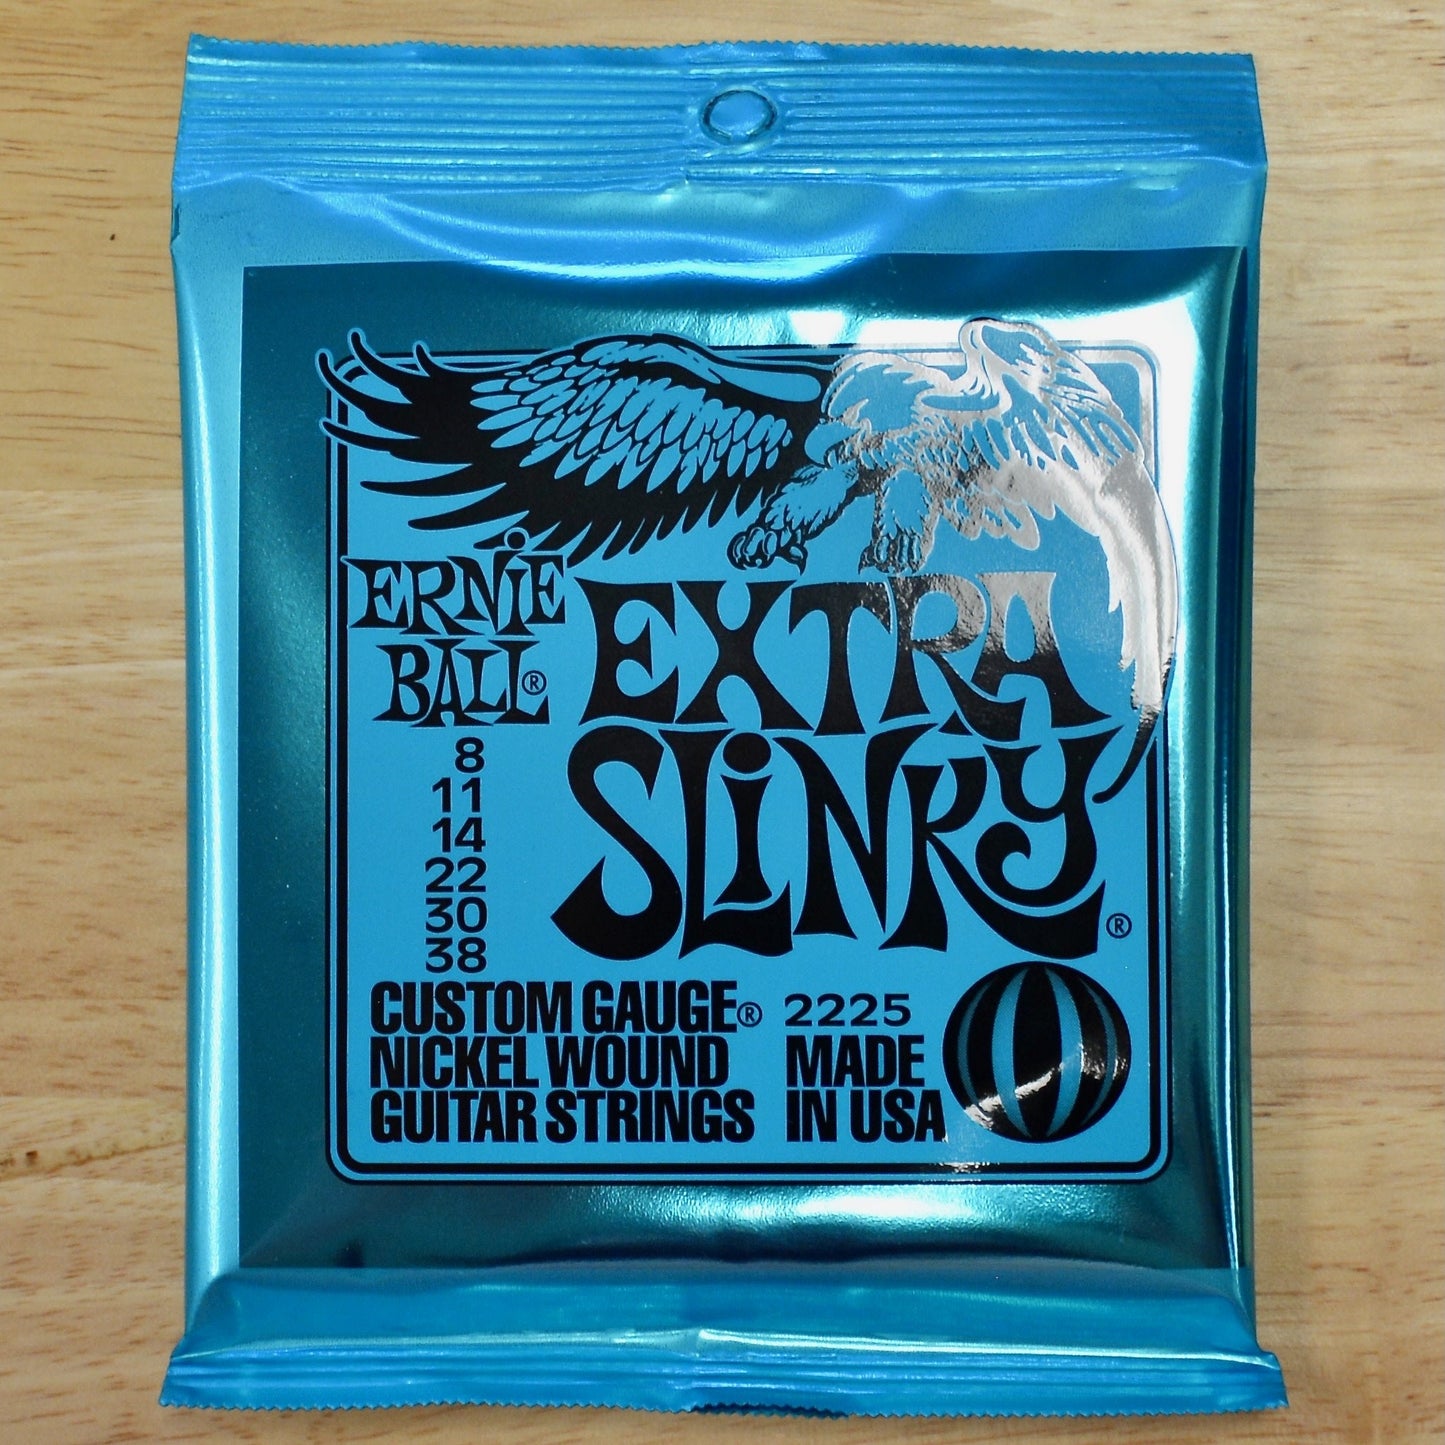 ERNiE
BALL®
EXTRA
SLiNKY®
8
11
14
22
30
38
CUSTOM GAUGE®
NICKEL WOUND
GUITAR STRINGS
2225
MADE
IN USA